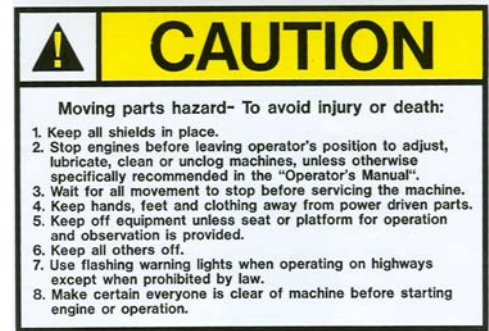 CAUTION
Moving parts hazard- To avoid injury or death:
1. Keep all shields in place.
2. Stop engines before leaving operator's position to adjust,
lubricate, clean or unclog machines, unless otherwise
specifically recommended in the "Operator's Manual".
3. Wait for all movement to stop before servicing the machine.
4. Keep hands, feet and clothing away from power driven parts.
5. Keep off equipment unless seat or platform for operation
and observation is provided.
6. Keep all others off.
7. Use flashing warning lights when operating on highways
except when prohibited by law.
8. Make certain everyone is clear of machine before starting
engine or operation.